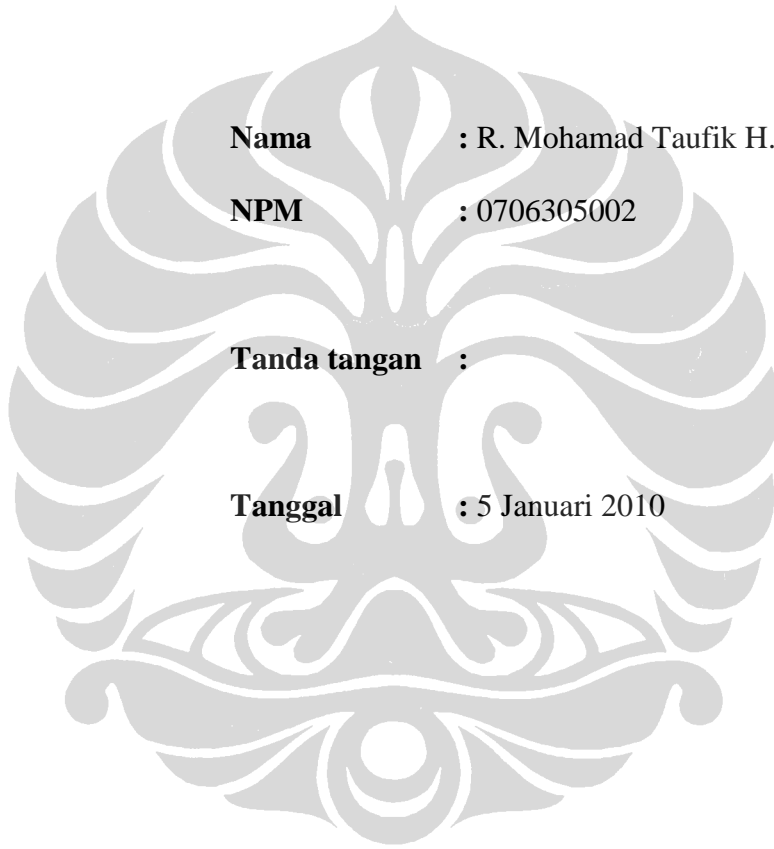 Nama : R. Mohamad Taufik H.
NPM : 0706305002
Tanda tangan :
Tanggal : 5 Januari 2010